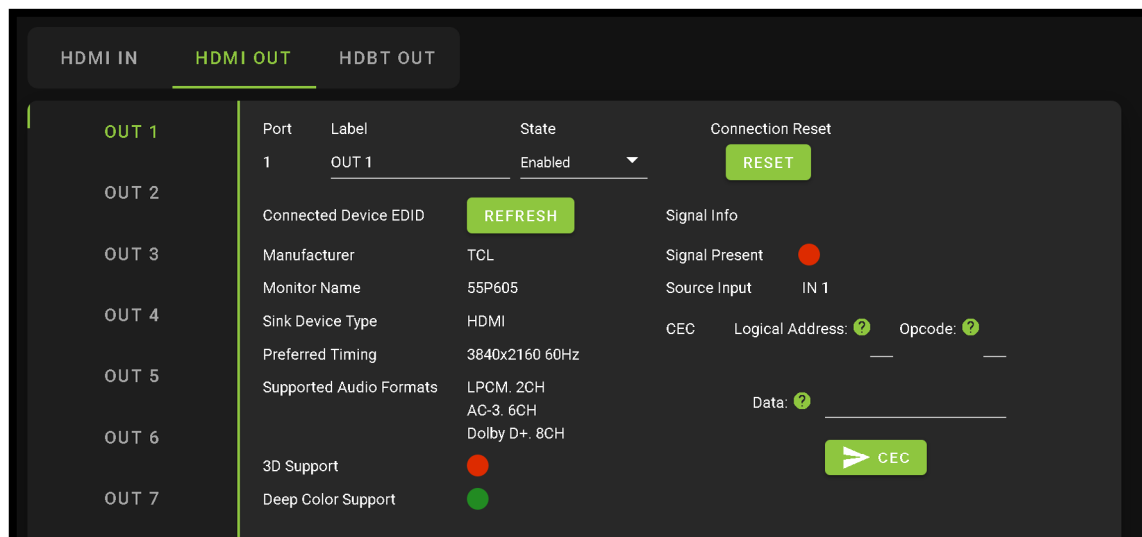 HDMI IN HDMI OUT HDBT OUT
OUT 1
OUT 2
OUT 3
OUT 4
OUT 5
OUT 6
OUT 7
Port Label State Connection Reset
1 OUT 1 Enabled RESET
Connected Device EDID REFRESH
Manufacturer TCL
Monitor Name 55P605
Sink Device Type HDMI
Preferred Timing 3840x2160 60Hz
Supported Audio Formats LPCM. 2CH
AC-3. 6CH
Dolby D+. 8CH
3D Support
Deep Color Support
Signal Info
Signal Present
Source Input IN 1
CEC Logical Address: ? Opcode: ?
Data: ?
CEC